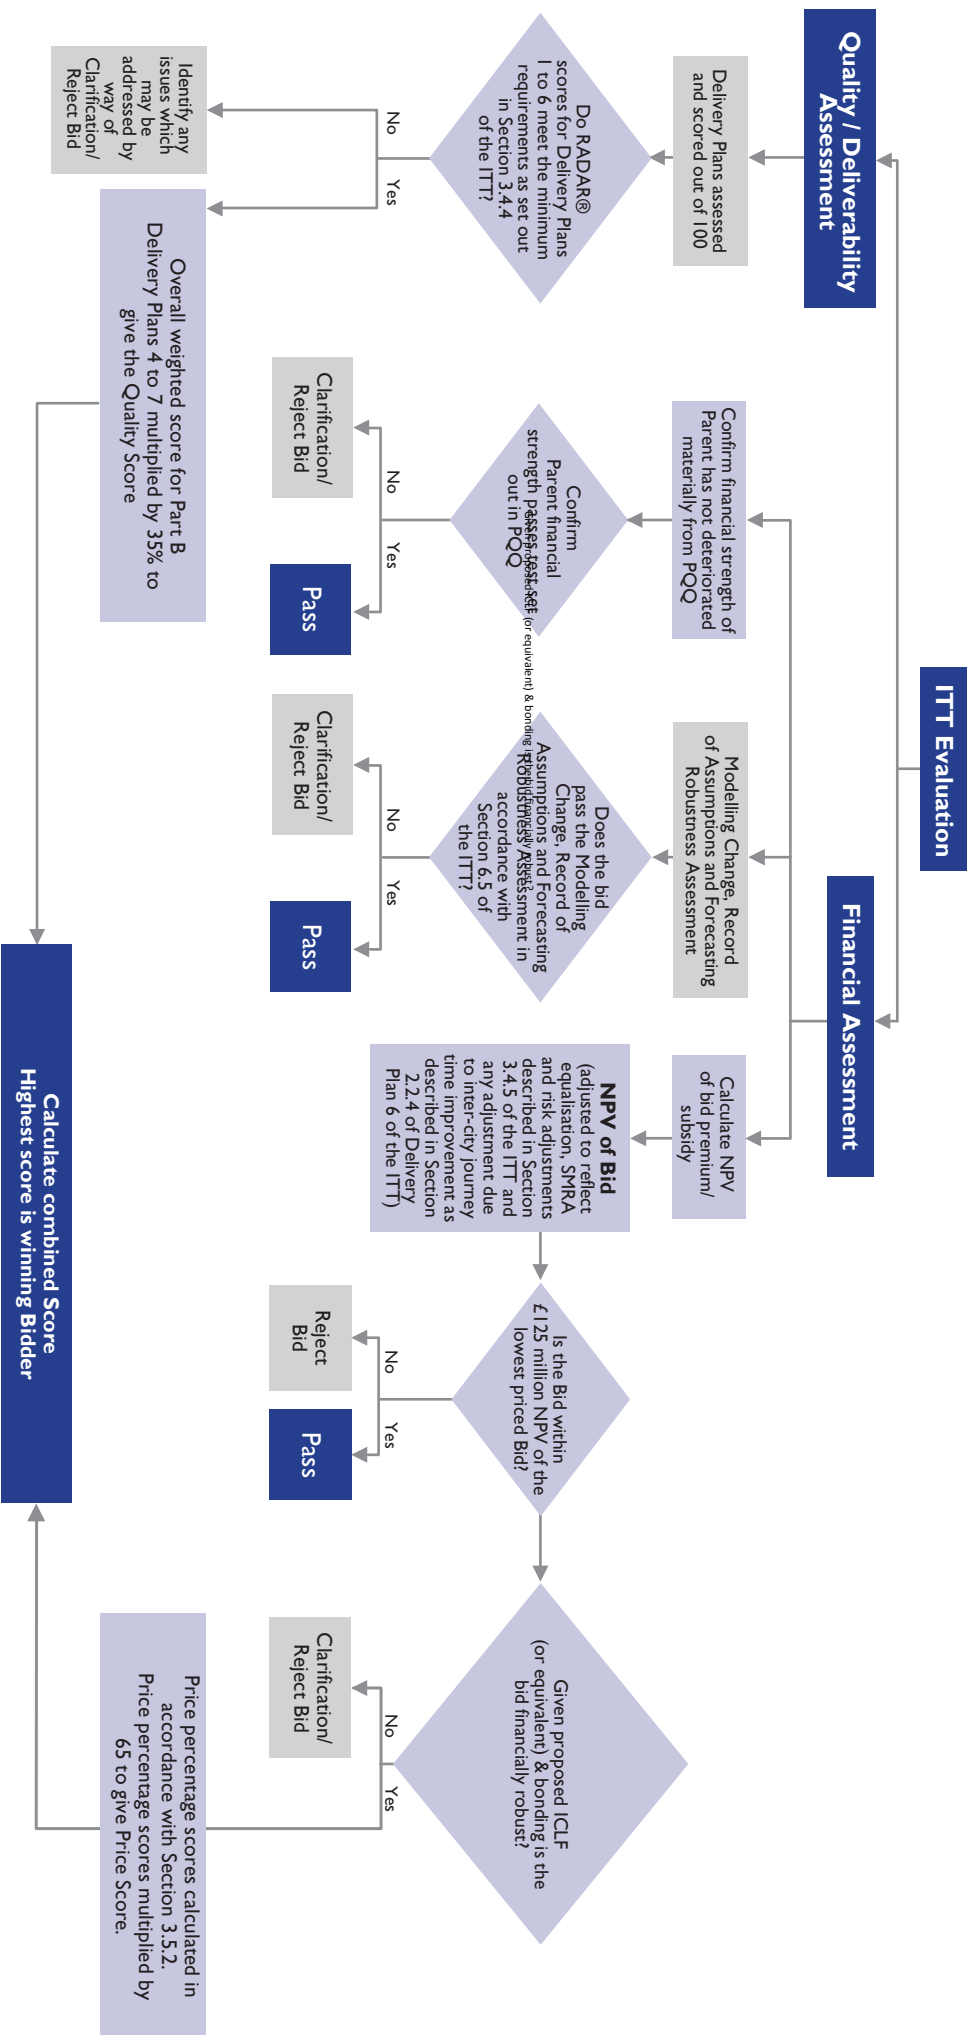 ITT Evaluation
Quality / Deliverability
Assessment
Financial Assessment
Delivery Plans assessed
and scored out of 100
Confirm financial strength of
Parent has not deteriorated
materially from PQQ
Modelling Change, Record
of Assumptions and Forecasting
Robustness Assessment
Calculate NPV
of bid premium/
subsidy
Do RADAR®
scores for Delivery Plans
1 to 6 meet the minimum
requirements as set out
in Section 3.4.4
of the ITT?
Confirm
Parent financial
strength passes test set
out in PQQ
Given proposed ICLF (or equivalent) & bonding is the bid financially robust?
Does the bid
pass the Modelling
Change, Record of
Assumptions and Forecasting
Robustness Assessment in
accordance with
Section 6.5 of
the ITT?
NPV of Bid
(adjusted to reflect
equalisation, SMRA
and risk adjustments
described in Section
3.4.5 of the ITT and
any adjustment due
to inter-city journey
time improvement as
described in Section
2.2.4 of Delivery
Plan 6 of the ITT)
Is the Bid within
£125 million NPV of the
lowest priced Bid?
Given proposed ICLF
(or equivalent) & bonding is the
bid financially robust?
No
Yes
No
Yes
No
Yes
No
Yes
No
Yes
Identify any
issues which
may be
addressed by
way of
Clarification/
Reject Bid
Clarification/
Reject Bid
Pass
Clarification/
Reject Bid
Pass
Reject
Bid
Pass
Clarification/
Reject Bid
Overall weighted score for Part B
Delivery Plans 4 to 7 multiplied by 35% to
give the Quality Score
Price percentage scores calculated in
accordance with Section 3.5.2.
Price percentage scores multiplied by
65 to give Price Score.
Calculate combined Score
Highest score is winning Bidder